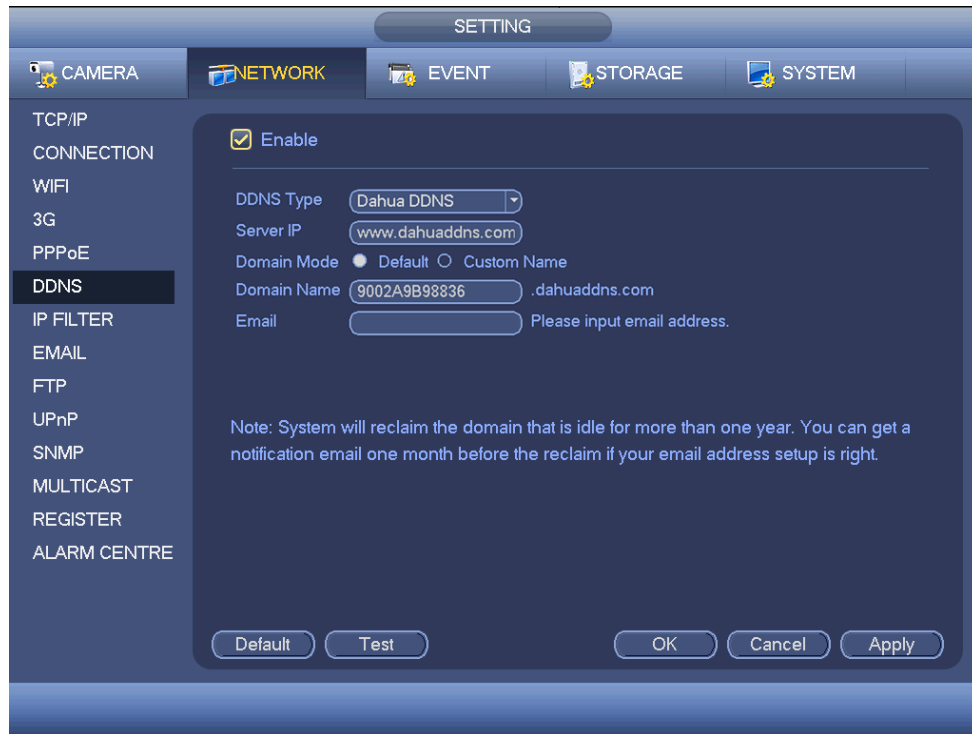 SETTING
CAMERA NETWORK EVENT STORAGE SYSTEM
TCP/IP
CONNECTION
WIFI
3G
PPPoE
DDNS
IP FILTER
EMAIL
FTP
UPnP
SNMP
MULTICAST
REGISTER
ALARM CENTRE
Enable
DDNS Type Dahua DDNS
Server IP www.dahuaddns.com
Domain Mode Default Custom Name
Domain Name 9002A9B98836 .dahuaddns.com
Email Please input email address.
Note: System will reclaim the domain that is idle for more than one year. You can get a
notification email one month before the reclaim if your email address setup is right.
Default Test OK Cancel Apply